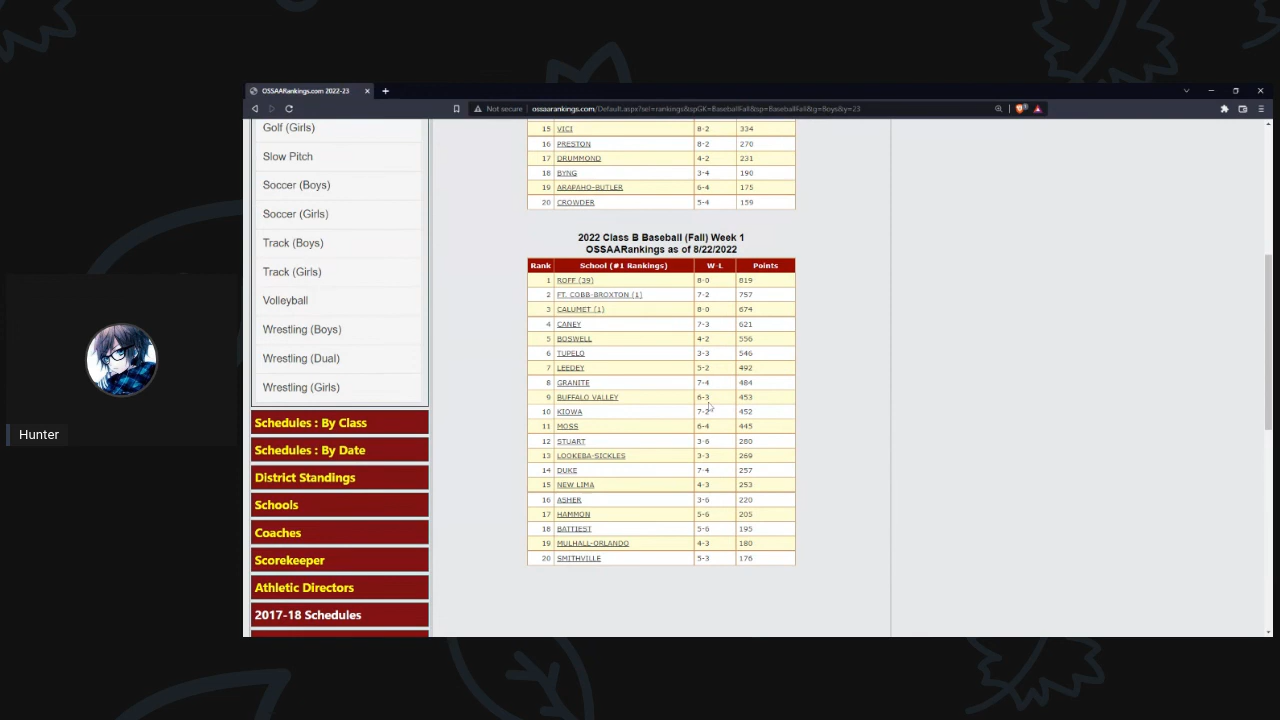 OSSAARankings.com 2022-23
Not secure ossaarankings.com/Default.aspx?sel=rankings&spGK=BaseballFall&sp=BaseballFall&tg=Boys&y=23
Golf (Girls)
Slow Pitch
Soccer (Boys)
Soccer (Girls)
Track (Boys)
Track (Girls)
Volleyball
Wrestling (Boys)
Wrestling (Dual)
Wrestling (Girls)
Schedules : By Class
Schedules : By Date
District Standings
Schools
Coaches
Scorekeeper
Athletic Directors
2017-18 Schedules
15 VICI 8-2 334
16 PRESTON 8-2 270
17 DRUMMOND 4-2 231
18 BYNG 3-4 190
19 ARAPAHO-BUTLER 6-4 175
20 CROWDER 5-4 159
2022 Class B Baseball (Fall) Week 1
OSSAARankings as of 8/22/2022
Rank School (#1 Rankings) W-L Points
1 ROFF (39) 8-0 819
2 FT. COBB-BROXTON (1) 7-2 757
3 CALUMET (1) 8-0 674
4 CANEY 7-3 621
5 BOSWELL 4-2 556
6 TUPELO 3-3 546
7 LEEDEY 5-2 492
8 GRANITE 7-4 484
9 BUFFALO VALLEY 6-3 453
10 KIOWA 7-2 452
11 MOSS 6-4 445
12 STUART 3-6 280
13 LOOKEBA-SICKLES 3-3 269
14 DUKE 7-4 257
15 NEW LIMA 4-3 253
16 ASHER 3-6 220
17 HAMMON 5-6 205
18 BATTIEST 5-6 195
19 MULHALL-ORLANDO 4-3 180
20 SMITHVILLE 5-3 176
Hunter